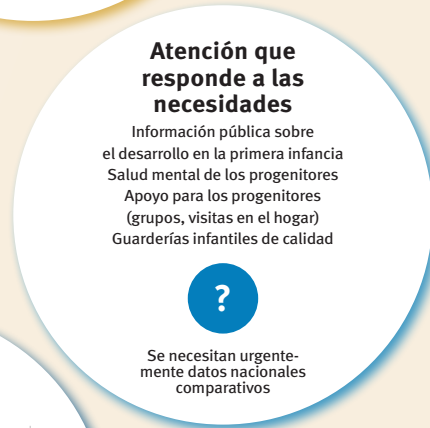 Atención que
responde a las
necesidades
Información pública sobre
el desarrollo en la primera infancia
Salud mental de los progenitores
Apoyo para los progenitores
(grupos, visitas en el hogar)
Guarderías infantiles de calidad
?
Se necesitan urgente-
mente datos nacionales
comparativos